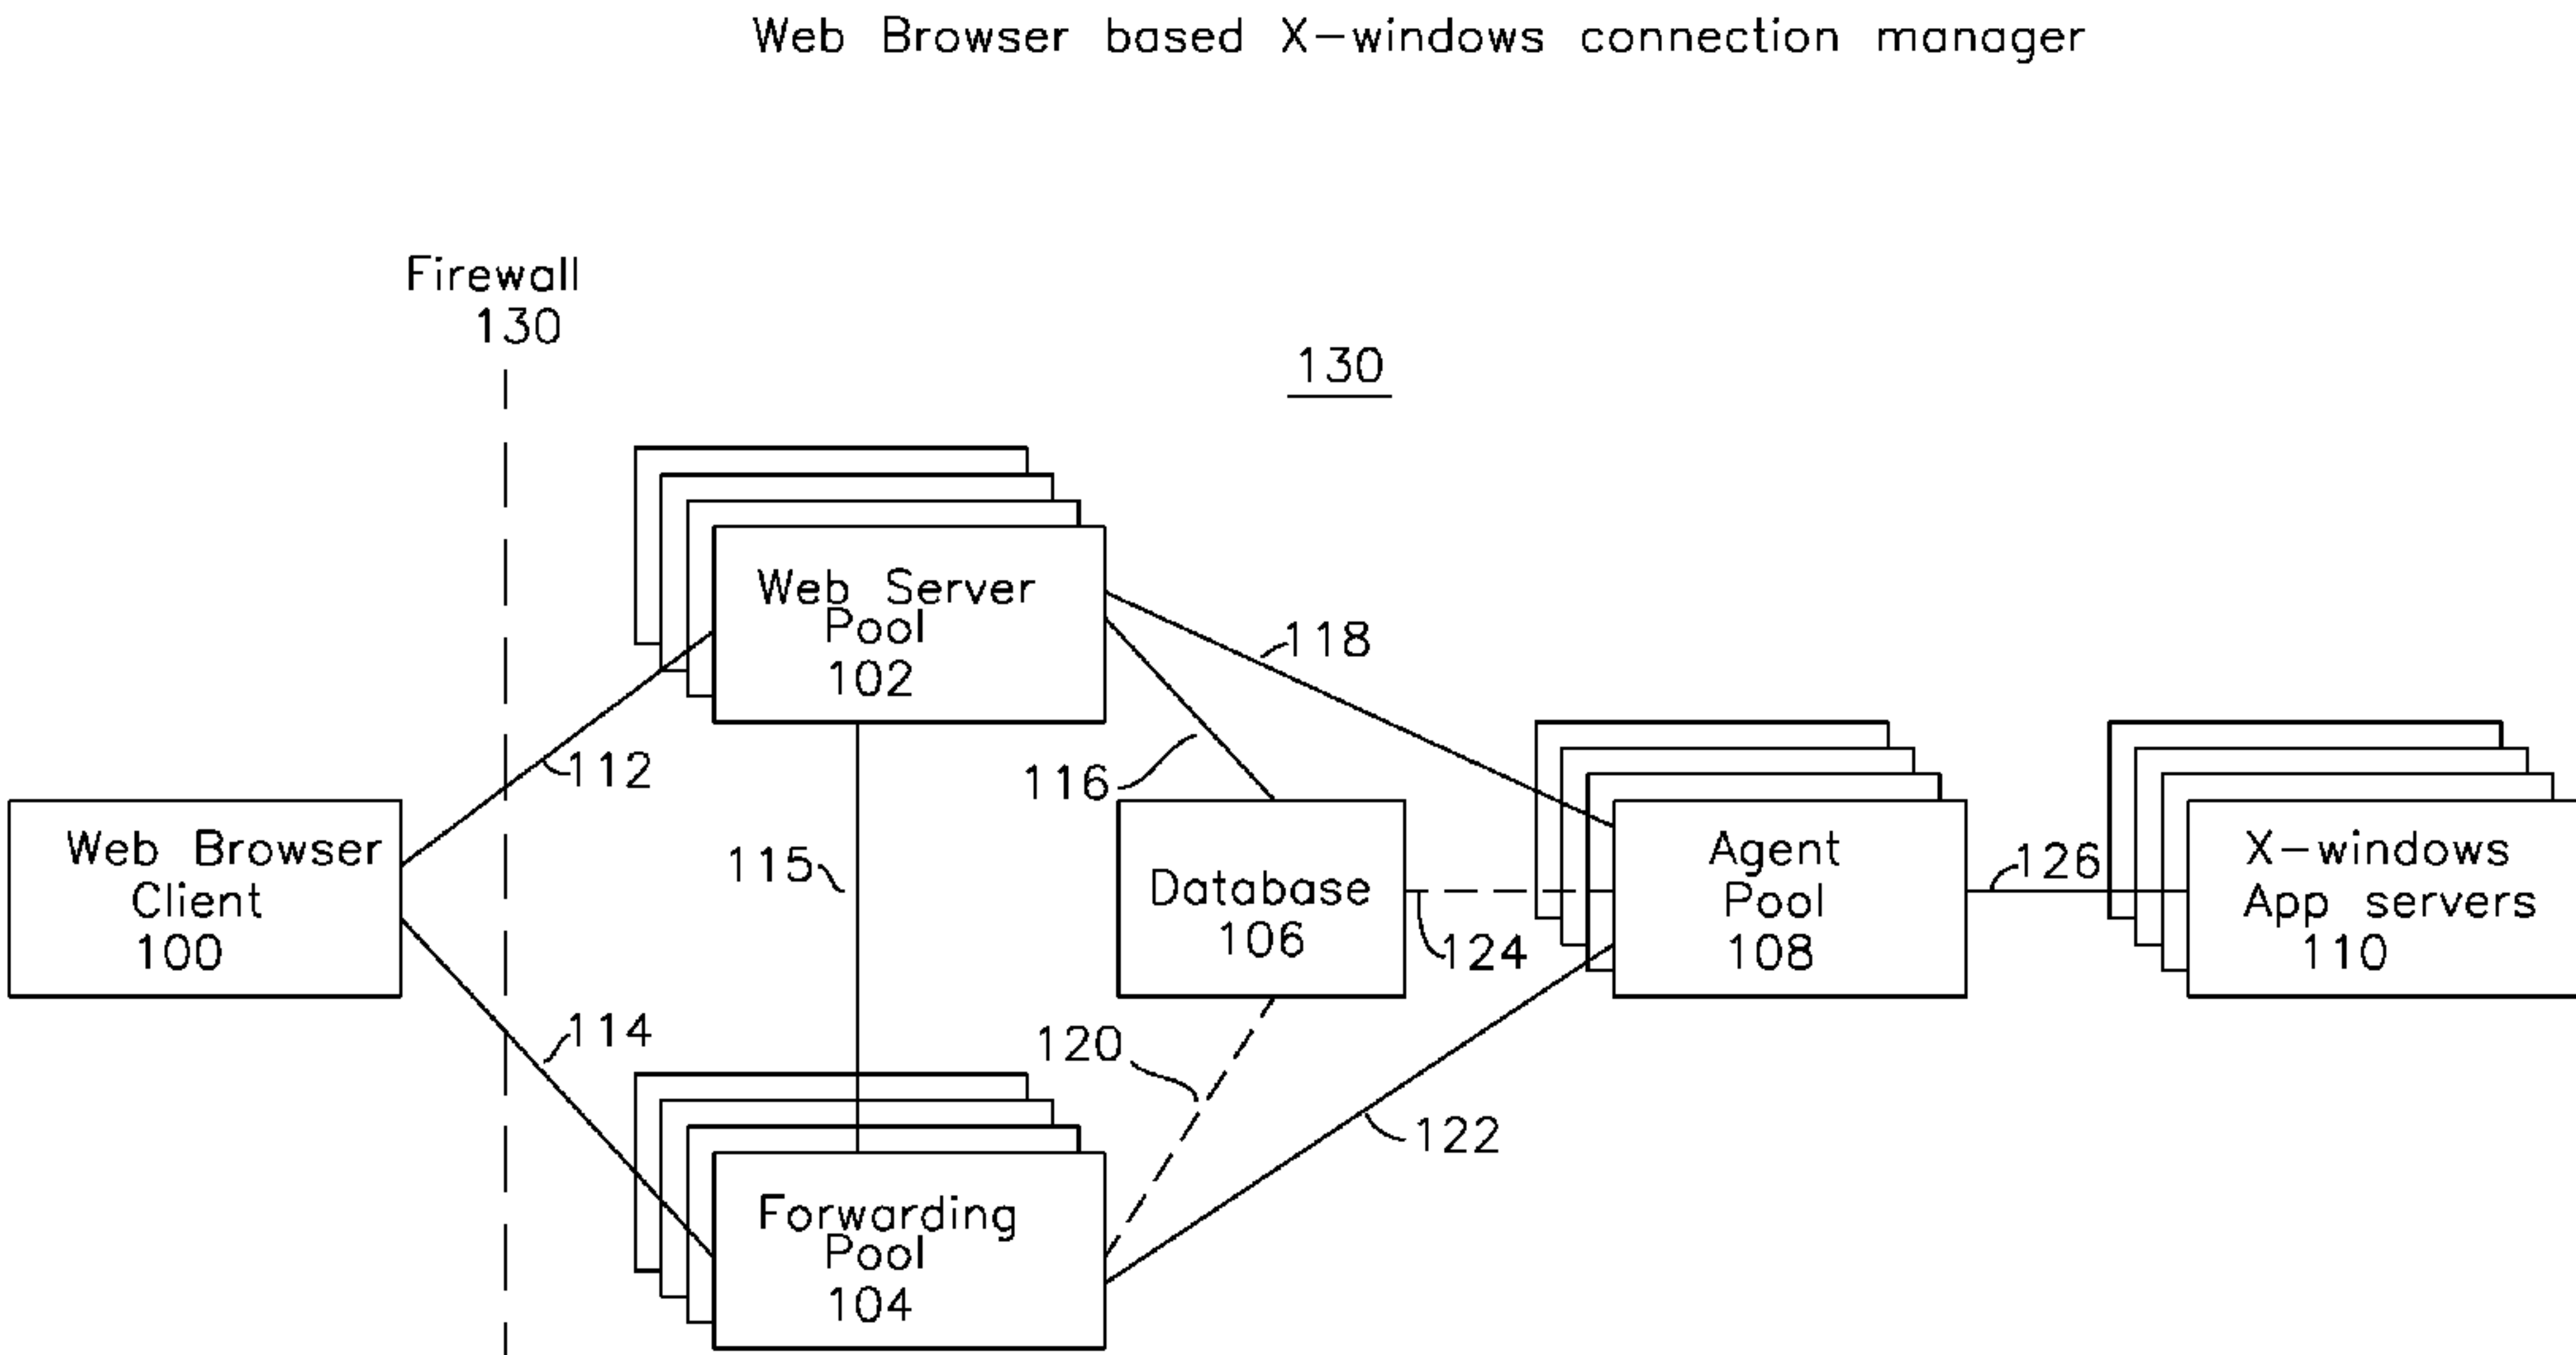 Web Browser based X-windows connection manager
Firewall
130
130
Web Server
Pool
102
118
112
116
Web Browser
Client
100
115
Database
106
Agent
Pool
108
126
X-windows
App servers
110
124
114
120
122
Forwarding
Pool
104